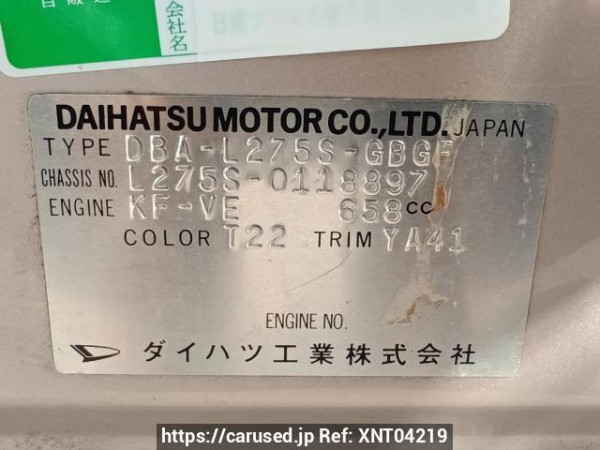 会社名
DAIHATSU MOTOR CO.,LTD. JAPAN
TYPE DBA-L275S-GBGF
CHASSIS NO. L275S-0118897
ENGINE KF-VE 658 CC
COLOR T22 TRIM YA41
ENGINE NO.
ダイハツ工業株式会社
https://carused.jp Ref: XNT04219